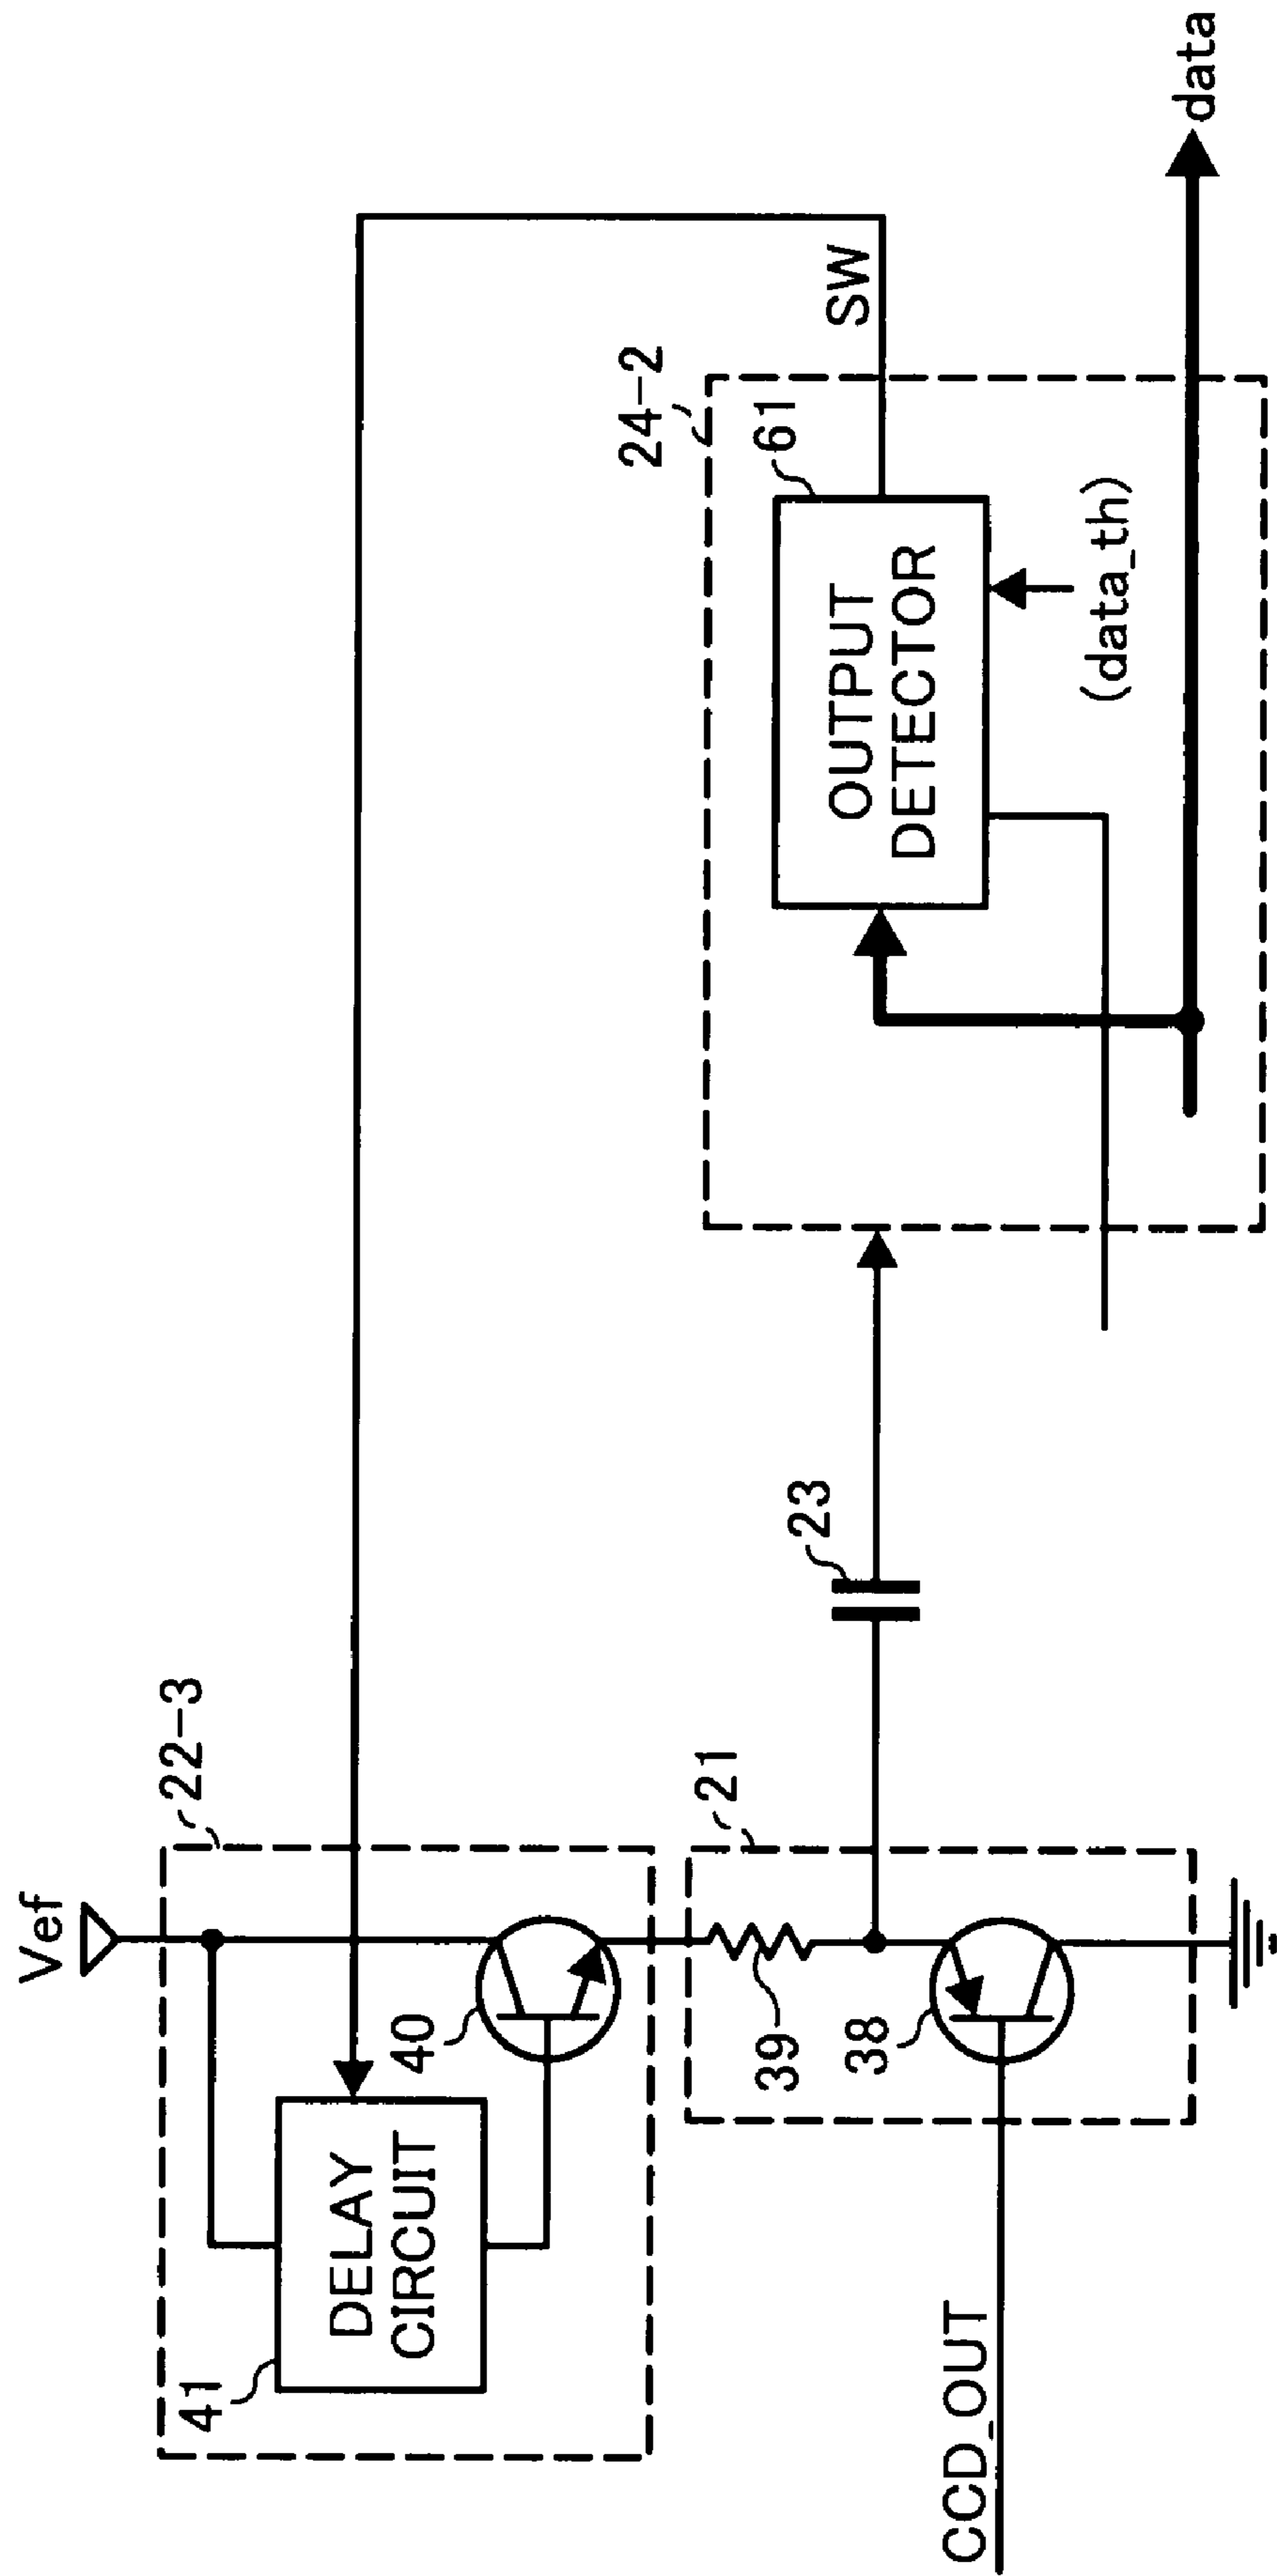 Vef
22-3
41
DELAY
CIRCUIT
40
SW
24-2
21
39
38
23
61
OUTPUT
DETECTOR
(data_th)
CCD_OUT
data